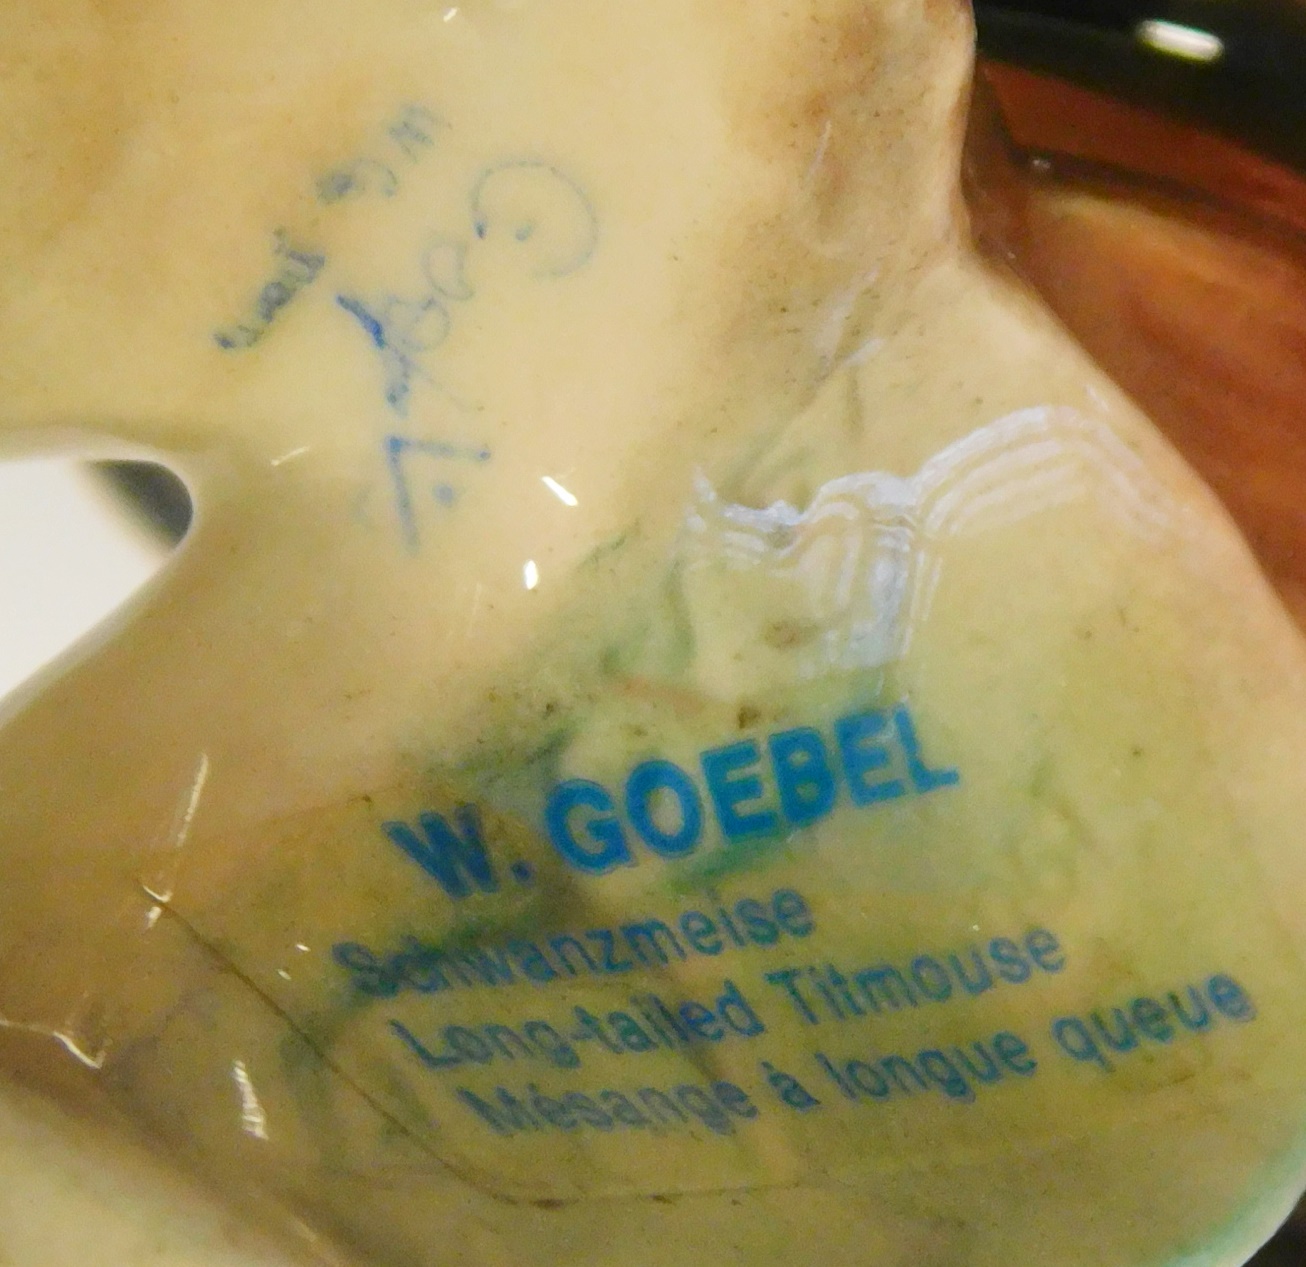 W. GOEBEL
Schwanzmeise
Long-tailed Titmouse
Mésange à longue queue